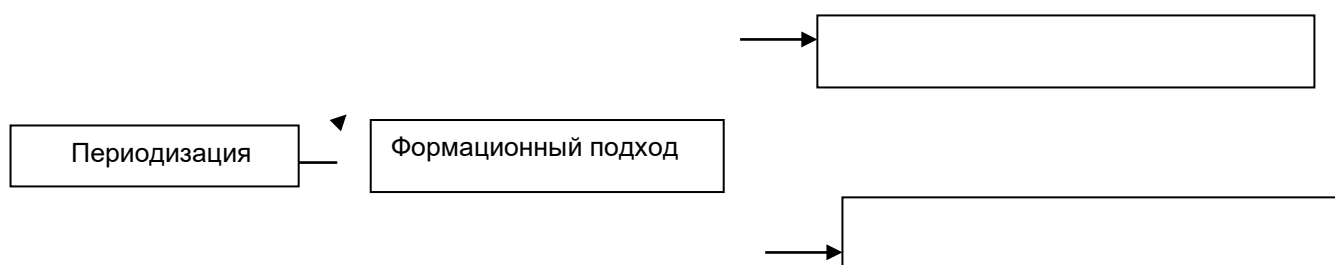 Периодизация
Формационный подход